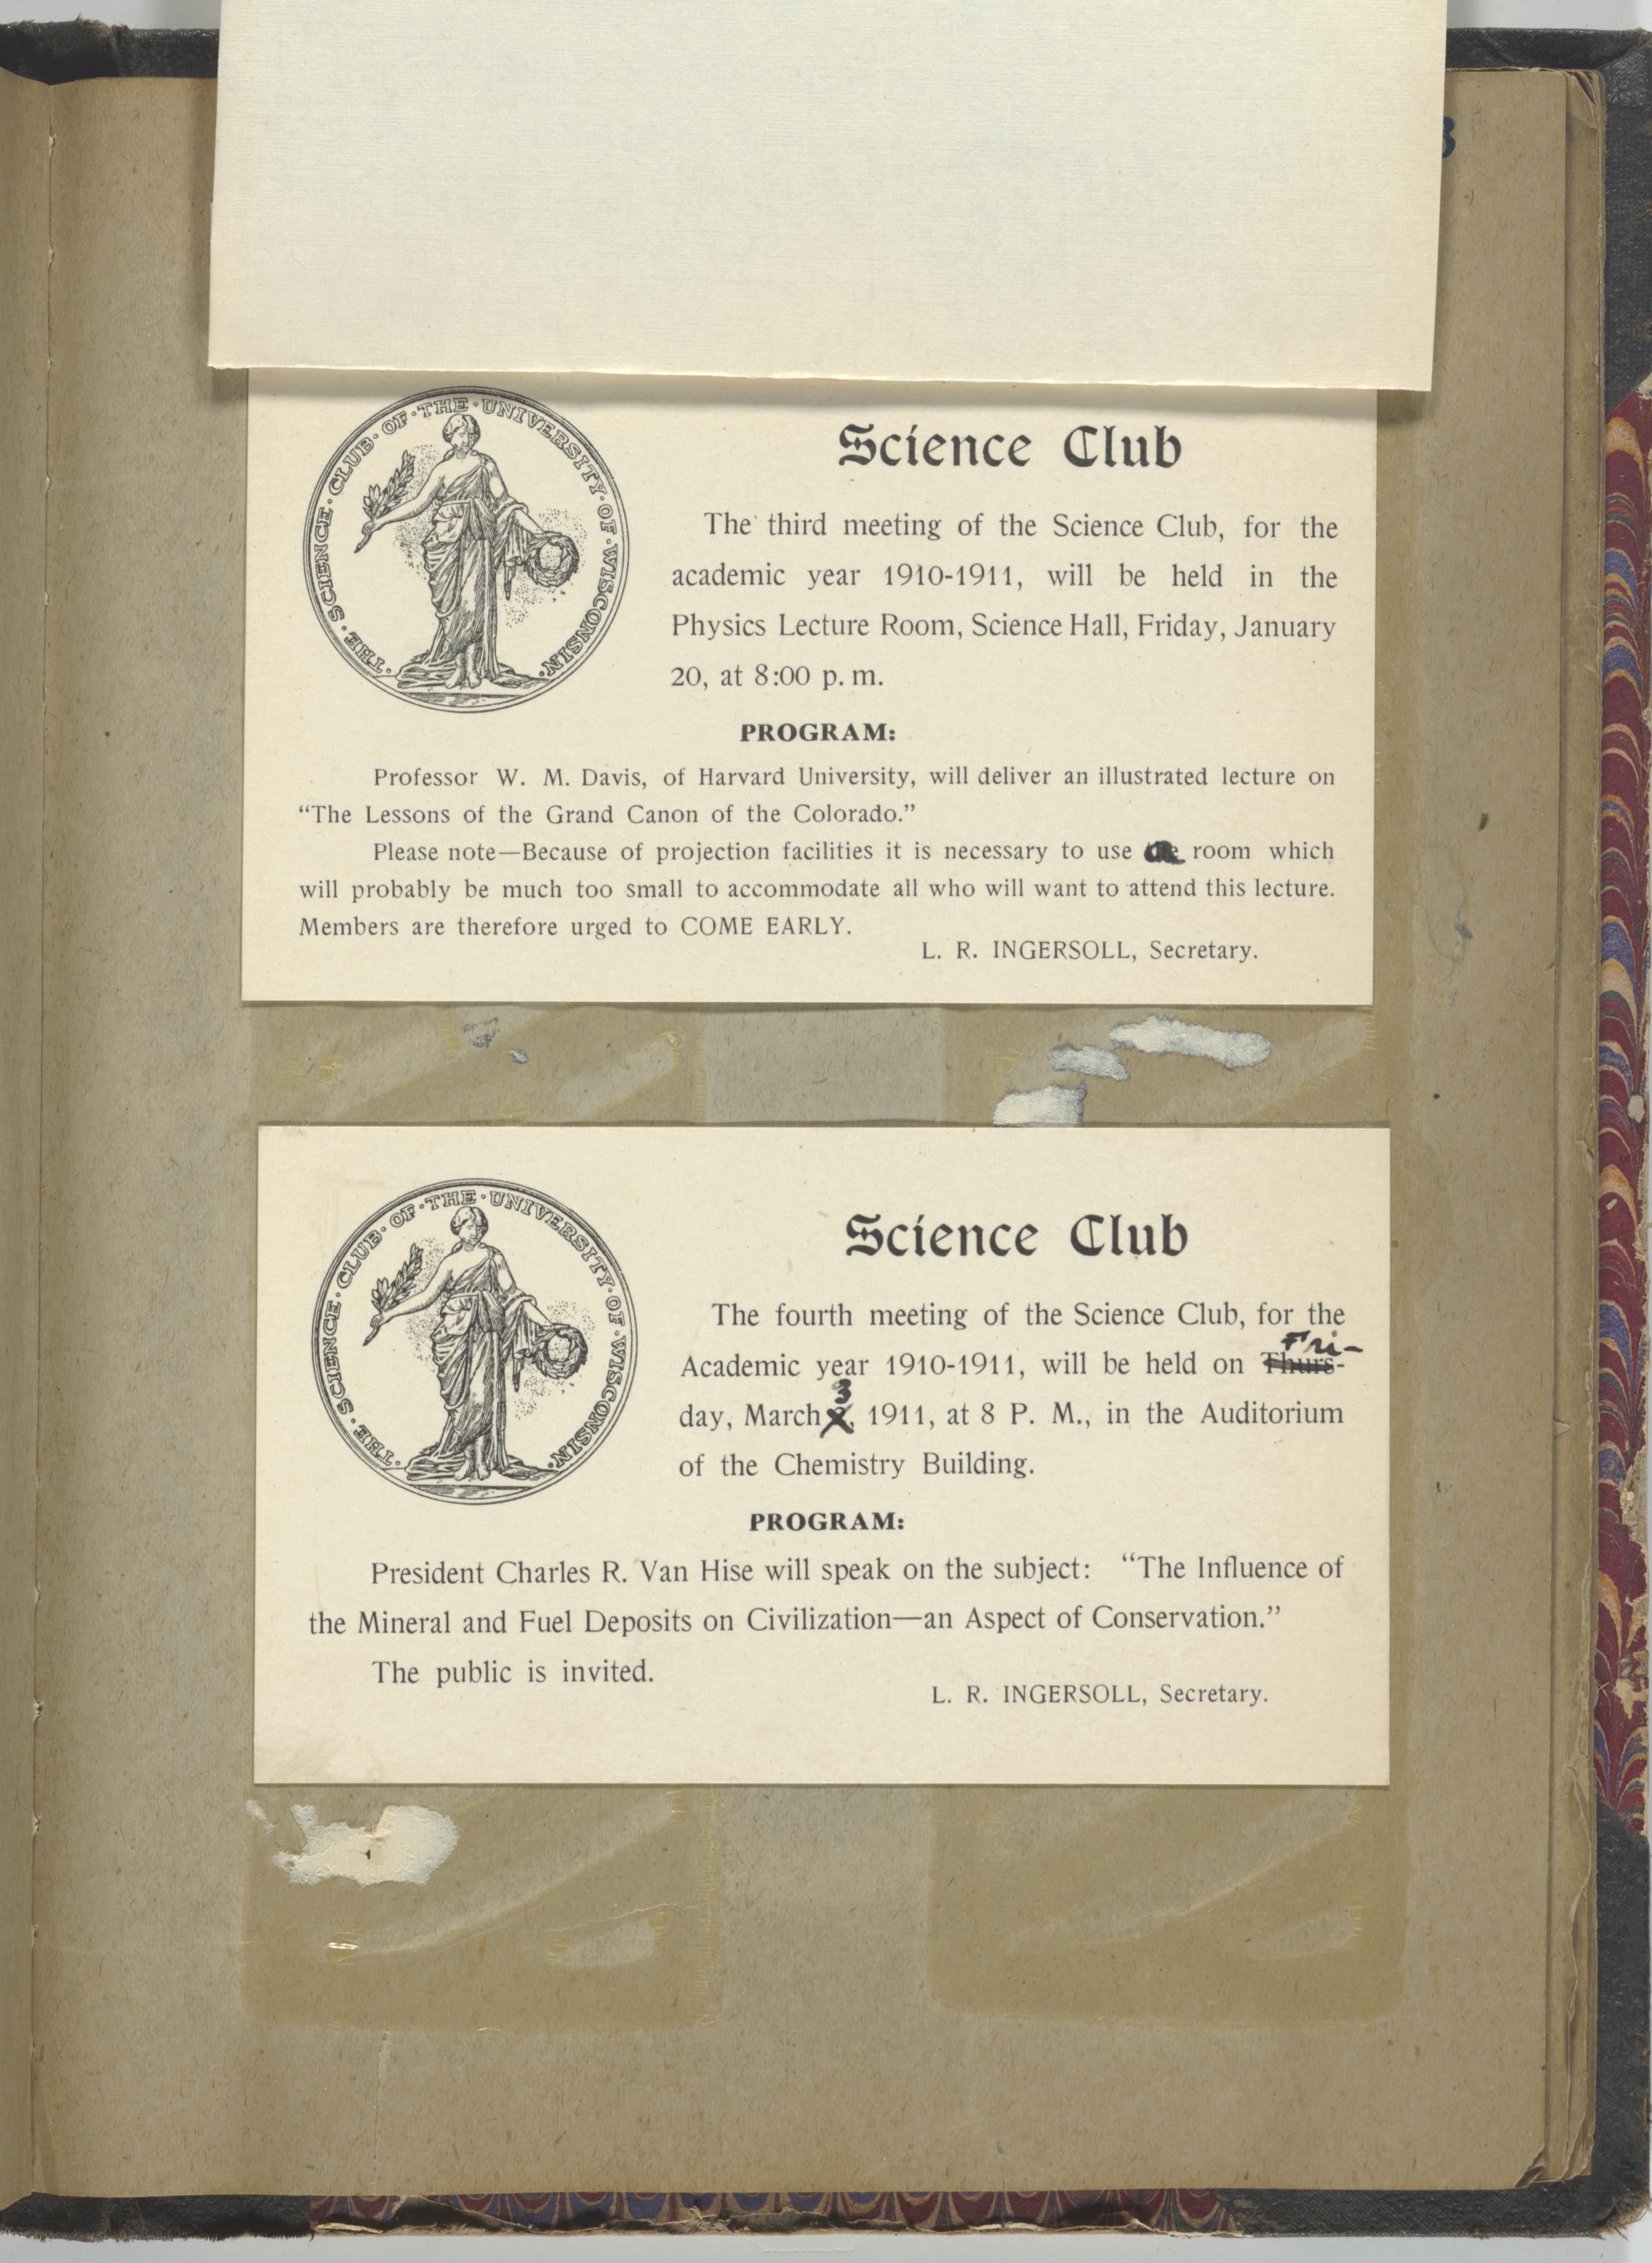 3
·THE·SCIENCE·CLUB·OF·THE·UNIVERSITY·OF·WISCONSIN·
Science Club
The third meeting of the Science Club, for the
academic year 1910-1911, will be held in the
Physics Lecture Room, Science Hall, Friday, January
20, at 8:00 p. m.
PROGRAM:
Professor W. M. Davis, of Harvard University, will deliver an illustrated lecture on
“The Lessons of the Grand Canon of the Colorado.”
Please note—Because of projection facilities it is necessary to use a room which
will probably be much too small to accommodate all who will want to attend this lecture.
Members are therefore urged to COME EARLY.
L. R. INGERSOLL, Secretary.
·THE·SCIENCE·CLUB·OF·THE·UNIVERSITY·OF·WISCONSIN·
Science Club
The fourth meeting of the Science Club, for the
Fri-
Academic year 1910-1911, will be held on Thurs-
3
day, March 2, 1911, at 8 P. M., in the Auditorium
of the Chemistry Building.
PROGRAM:
President Charles R. Van Hise will speak on the subject: “The Influence of
the Mineral and Fuel Deposits on Civilization—an Aspect of Conservation.”
The public is invited.
L. R. INGERSOLL, Secretary.